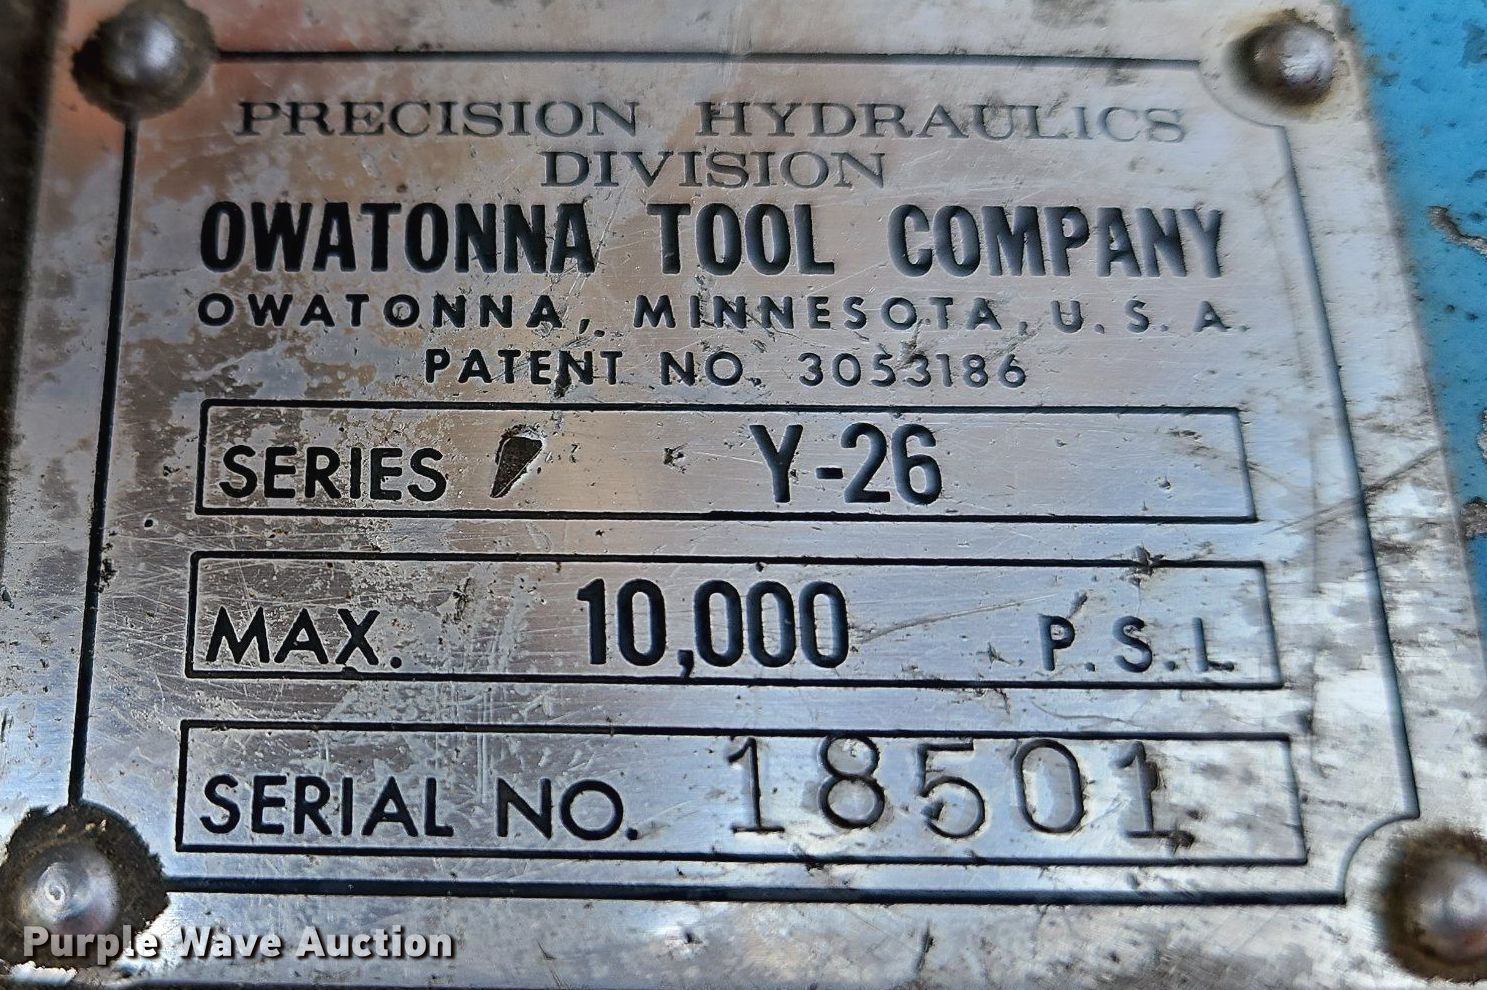 PRECISION HYDRAULICS
DIVISION
OWATONNA TOOL COMPANY
OWATONNA, MINNESOTA, U.S.A.
PATENT NO. 3053186
SERIES Y-26
MAX. 10,000 P.S.I.
SERIAL NO. 18501
Purple Wave Auction